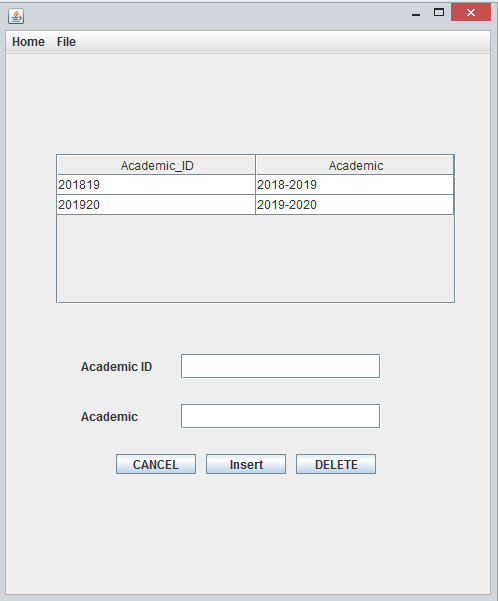 Home File
Academic_ID Academic
201819 2018-2019
201920 2019-2020
Academic ID
Academic
CANCEL Insert DELETE